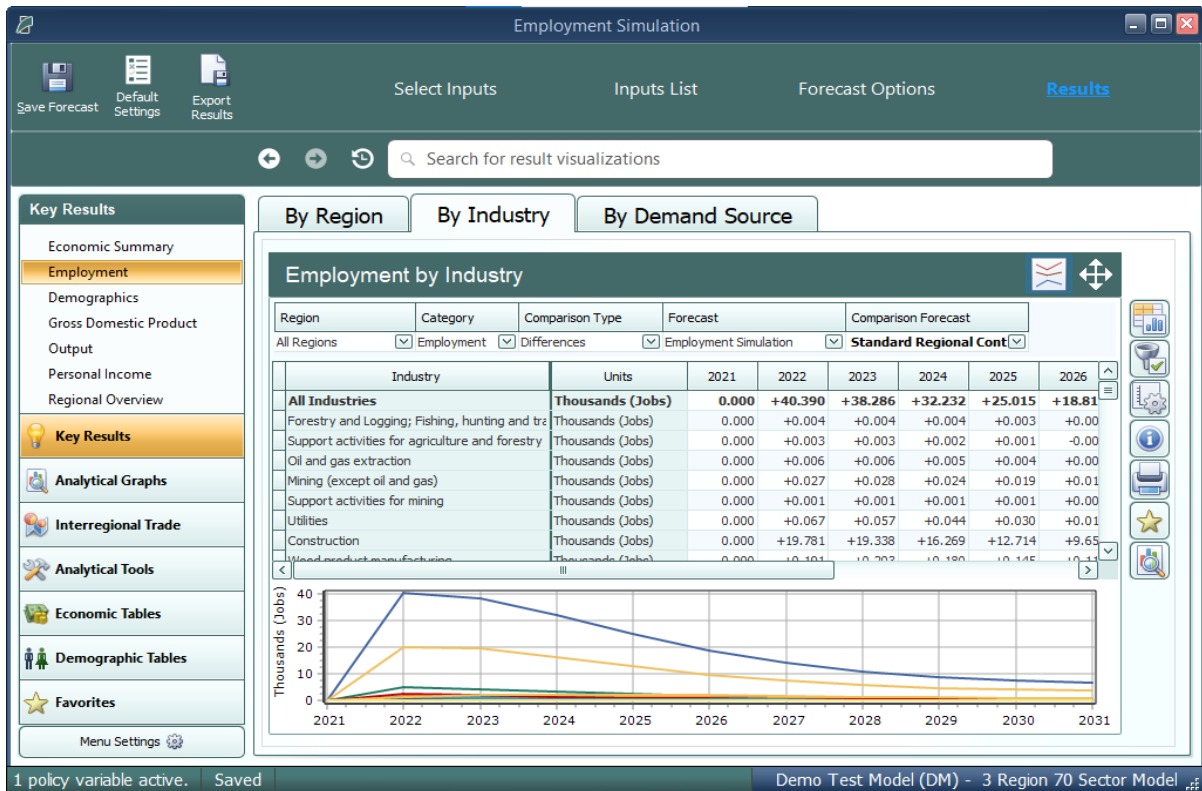 Employment Simulation
Save Forecast
Default Settings
Export Results
Select Inputs
Inputs List
Forecast Options
Results
Search for result visualizations
Key Results
Economic Summary
Employment
Demographics
Gross Domestic Product
Output
Personal Income
Regional Overview
Key Results
Analytical Graphs
Interregional Trade
Analytical Tools
Economic Tables
Demographic Tables
Favorites
Menu Settings
By Region
By Industry
By Demand Source
Employment by Industry
Region Category Comparison Type Forecast Comparison Forecast
All Regions Employment Differences Employment Simulation Standard Regional Cont
Industry Units 2021 2022 2023 2024 2025 2026
All Industries Thousands (Jobs) 0.000 +40.390 +38.286 +32.232 +25.015 +18.81
Forestry and Logging; Fishing, hunting and tra Thousands (Jobs) 0.000 +0.004 +0.004 +0.004 +0.003 +0.00
Support activities for agriculture and forestry Thousands (Jobs) 0.000 +0.003 +0.003 +0.002 +0.001 -0.00
Oil and gas extraction Thousands (Jobs) 0.000 +0.006 +0.006 +0.005 +0.004 +0.00
Mining (except oil and gas) Thousands (Jobs) 0.000 +0.027 +0.028 +0.024 +0.019 +0.01
Support activities for mining Thousands (Jobs) 0.000 +0.001 +0.001 +0.001 +0.001 +0.00
Utilities Thousands (Jobs) 0.000 +0.067 +0.057 +0.044 +0.030 +0.01
Construction Thousands (Jobs) 0.000 +19.781 +19.338 +16.269 +12.714 +9.65
Wood product manufacturing Thousands (Jobs) 0.000
Thousands (Jobs)
40
30
20
10
0
2021 2022 2023 2024 2025 2026 2027 2028 2029 2030 2031
1 policy variable active. Saved
Demo Test Model (DM) - 3 Region 70 Sector Model